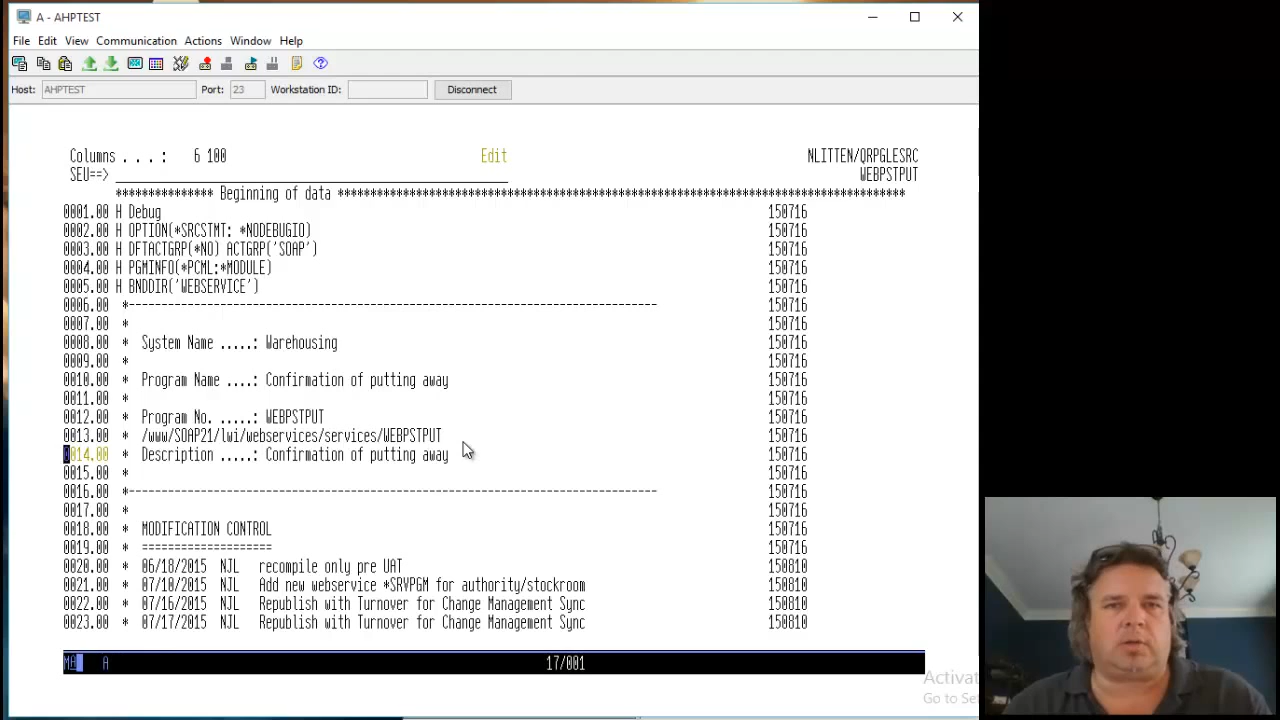 A - AHPTEST
File Edit View Communication Actions Window Help
Host: AHPTEST Port: 23 Workstation ID: Disconnect
Columns . . . : 6 100 Edit NLITTEN/QRPGLESRC
SEU==> WEBPSTPUT
************** Beginning of data ***************************************************************************************
0001.00 H Debug 150716
0002.00 H OPTION(*SRCSTMT: *NODEBUGIO) 150716
0003.00 H DFTACTGRP(*NO) ACTGRP('SOAP') 150716
0004.00 H PGMINFO(*PCML:*MODULE) 150716
0005.00 H BNDDIR('WEBSERVICE') 150716
0006.00 *--------------------------------------------------------------------------------- 150716
0007.00 * 150716
0008.00 * System Name .....: Warehousing 150716
0009.00 * 150716
0010.00 * Program Name ....: Confirmation of putting away 150716
0011.00 * 150716
0012.00 * Program No. .....: WEBPSTPUT 150716
0013.00 * /www/SOAP21/lwi/webservices/services/WEBPSTPUT 150716
0014.00 * Description .....: Confirmation of putting away 150716
0015.00 * 150716
0016.00 *--------------------------------------------------------------------------------- 150716
0017.00 * 150716
0018.00 * MODIFICATION CONTROL 150716
0019.00 * ==================== 150716
0020.00 * 06/18/2015 NJL recompile only pre UAT 150810
0021.00 * 07/10/2015 NJL Add new webservice *SRVPGM for authority/stockroom 150810
0022.00 * 07/16/2015 NJL Republish with Turnover for Change Management Sync 150810
0023.00 * 07/17/2015 NJL Republish with Turnover for Change Management Sync 150810
MA A 17/001
Activat
Go to Se